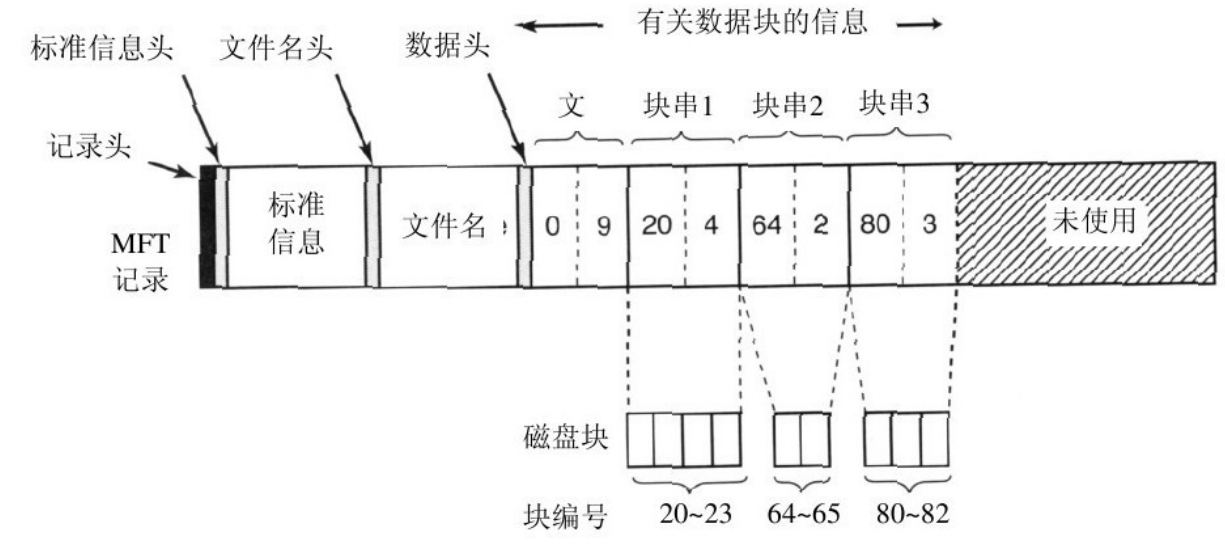 有关数据块的信息
标准信息头 文件名头 数据头
文 块串1 块串2 块串3
记录头
标准
信息
文件名
0 9 20 4 64 2 80 3
未使用
MFT
记录
磁盘块
块编号 20~23 64~65 80~82